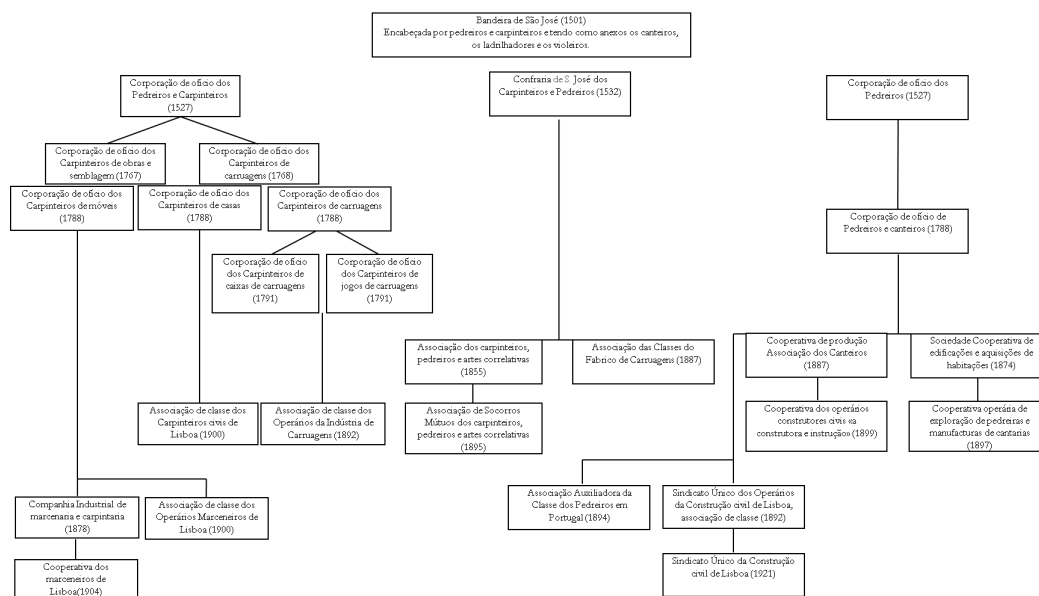 Bandeira de São José (1501)
Encabeçada por pedreiros e carpinteiros e tendo como anexos os canteiros,
os ladrilhadores e os violeiros.
Corporação de oficio dos
Pedreiros e Carpinteiros
(1527)
Confraria de S. José dos
Carpinteiros e Pedreiros (1532)
Corporação de oficio dos
Pedreiros (1527)
Corporação de oficio dos
Carpinteiros de obras e
semblagem (1767)
Corporação de oficio dos
Carpinteiros de
carruagens (1768)
Corporação de oficio dos
Carpinteiros de móveis
(1788)
Corporação de oficio dos
Carpinteiros de casas
(1788)
Corporação de oficio dos
Carpinteiros de carruagens
(1788)
Corporação de oficio de
Pedreiros e canteiros (1788)
Corporação de oficio
dos Carpinteiros de
caixas de carruagens
(1791)
Corporação de oficio
dos Carpinteiros de
jogos de carruagens
(1791)
Associação dos carpinteiros,
pedreiros e artes correlativas
(1855)
Associação das Classes do
Fabrico de Carruagens (1887)
Cooperativa de produção
Associação dos Canteiros
(1887)
Sociedade Cooperativa de
edificações e aquisições de
habitações (1874)
Associação de classe dos
Carpinteiros civis de
Lisboa (1900)
Associação de classe dos
Operários da Indústria de
Carruagens (1892)
Associação de Socorros
Mútuos dos carpinteiros,
pedreiros e artes correlativas
(1895)
Cooperativa dos operários
construtores civis «a
construtora e instrução» (1899)
Cooperativa operária de
exploração de pedreiras e
manufacturas de cantarias
(1897)
Companhia Industrial de
marcenaria e carpintaria
(1878)
Associação de classe dos
Operários Marceneiros de
Lisboa (1900)
Associação Auxiliadora da
Classe dos Pedreiros em
Portugal (1894)
Sindicato Único dos Operários
da Construção civil de Lisboa,
associação de classe (1892)
Cooperativa dos
marceneiros de
Lisboa(1904)
Sindicato Único da Construção
civil de Lisboa (1921)